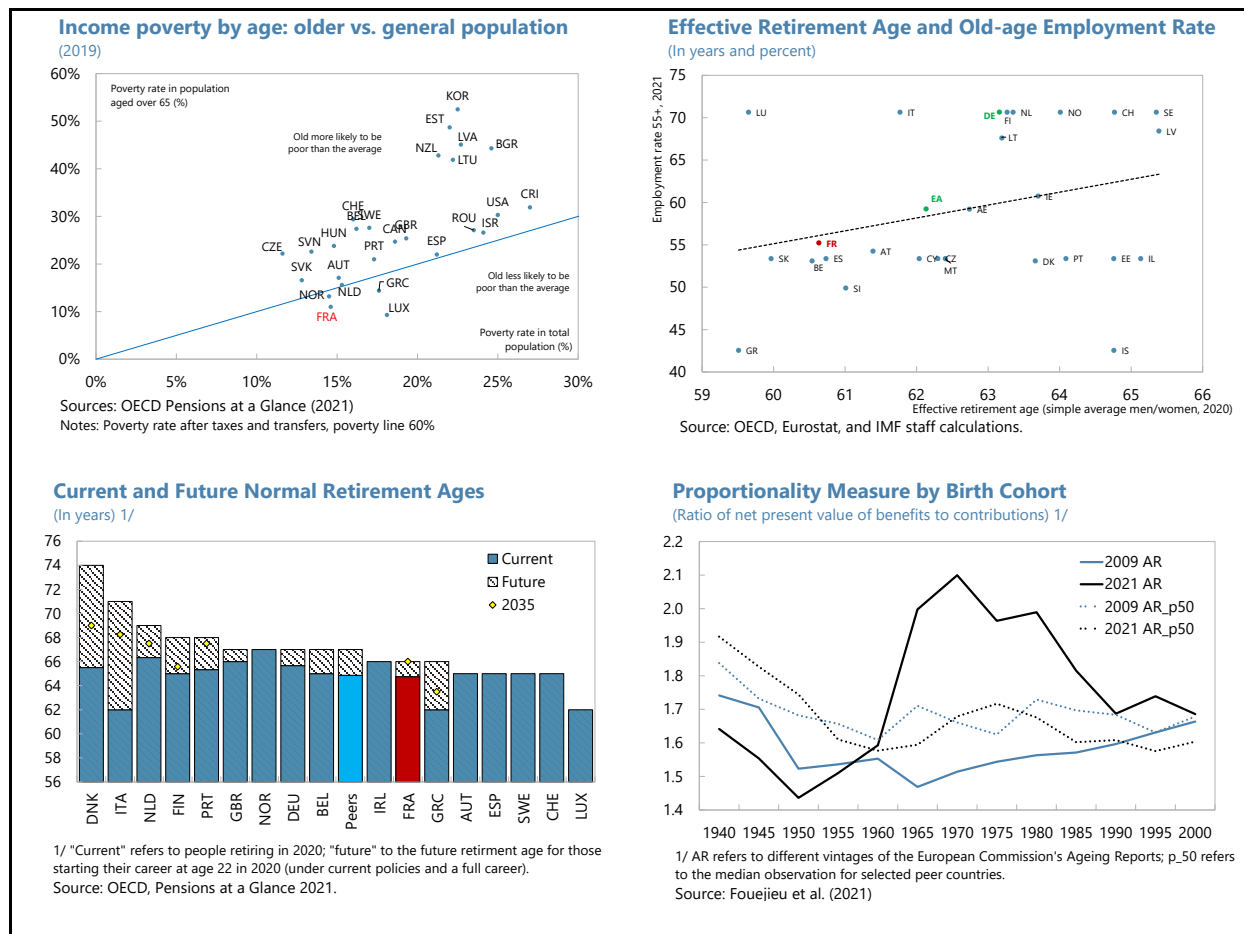 Income poverty by age: older vs. general population
(2019)
60%
50%
40%
30%
20%
10%
0%
Poverty rate in population
aged over 65 (%)
Old more likely to be
poor than the average
KOR
EST
LVA
NZL
LTU
BGR
CRI
USA
CHE
BEL
SWE
ROU
ISR
CAN
GBR
HUN
CZE
SVN
PRT
ESP
SVK
AUT
NOR
NLD
GRC
FRA
LUX
Old less likely to be
poor than the average
Poverty rate in total
population (%)
0%
5%
10%
15%
20%
25%
30%
Sources: OECD Pensions at a Glance (2021)
Notes: Poverty rate after taxes and transfers, poverty line 60%
Effective Retirement Age and Old-age Employment Rate
(In years and percent)
Employment rate 55+, 2021
75
70
65
60
55
50
45
40
LU
IT
DE
FI
NL
NO
CH
SE
LT
LV
IE
EA
AE
FR
AT
SK
BE
ES
CY
CZ
MT
DK
PT
EE
IL
SI
GR
IS
59
60
61
62
63
64
65
66
Effective retirement age (simple average men/women, 2020)
Source: OECD, Eurostat, and IMF staff calculations.
Current and Future Normal Retirement Ages
(In years) 1/
76
74
72
70
68
66
64
62
60
58
56
Current
Future
2035
DNK
ITA
NLD
FIN
PRT
GBR
NOR
DEU
BEL
Peers
IRL
FRA
GRC
AUT
ESP
SWE
CHE
LUX
1/ "Current" refers to people retiring in 2020; "future" to the future retirment age for those
starting their career at age 22 in 2020 (under current policies and a full career).
Source: OECD, Pensions at a Glance 2021.
Proportionality Measure by Birth Cohort
(Ratio of net present value of benefits to contributions) 1/
2.2
2.1
2.0
1.9
1.8
1.7
1.6
1.5
1.4
2009 AR
2021 AR
2009 AR_p50
2021 AR_p50
1940 1945 1950 1955 1960 1965 1970 1975 1980 1985 1990 1995 2000
1/ AR refers to different vintages of the European Commission's Ageing Reports; p_50 refers
to the median observation for selected peer countries.
Source: Fouejieu et al. (2021)